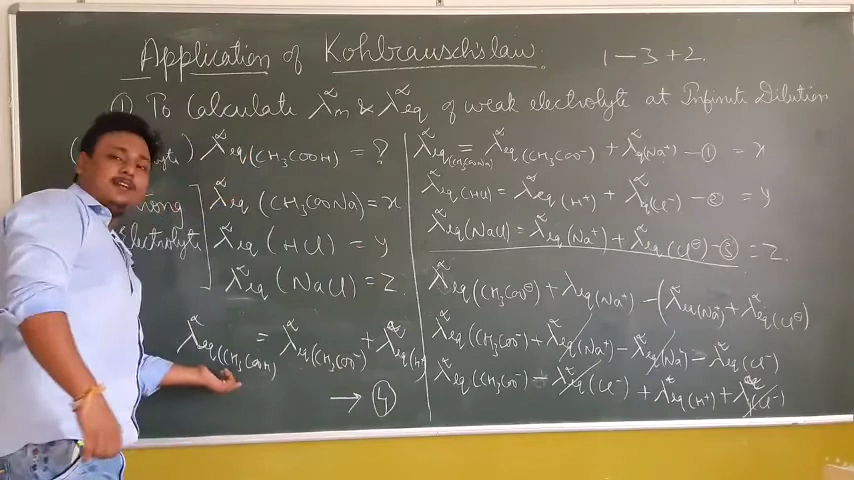 Application of Kohlrausch's law.
1 - 3 + 2.
① To Calculate λ∞m & λ∞eq of weak electrolyte at Infinite Dilution
λ∞eq (CH3COOH) = ?
λ∞eq (CH3COONa) = x
Electrolyte
λ∞eq (HCl) = y
λ∞eq (NaCl) = Z
λ∞eq (CH3COOH) = λ∞eq (CH3COO-) + λ∞eq (H+)
→ ④
λ∞eq (CH3COONa) = λ∞eq (CH3COO-) + λ∞eq (Na+) - ① = x
λ∞eq (HCl) = λ∞eq (H+) + λ∞eq (Cl-) - ② = y
λ∞eq (NaCl) = λ∞eq (Na+) + λ∞eq (Cl⊖) - ③ = Z.
λ∞eq (CH3COO⊖) + λeq (Na+) - (λ∞eq (Na+) + λ∞eq (Cl⊖)
λ∞eq (CH3COO-) + λ∞eq (Na+) - λ∞eq (Na+) - λ∞eq (Cl-)
λ∞eq (CH3COO-) - λ∞eq (Cl-) + λ∞eq (H+) + λ∞eq (Cl-)